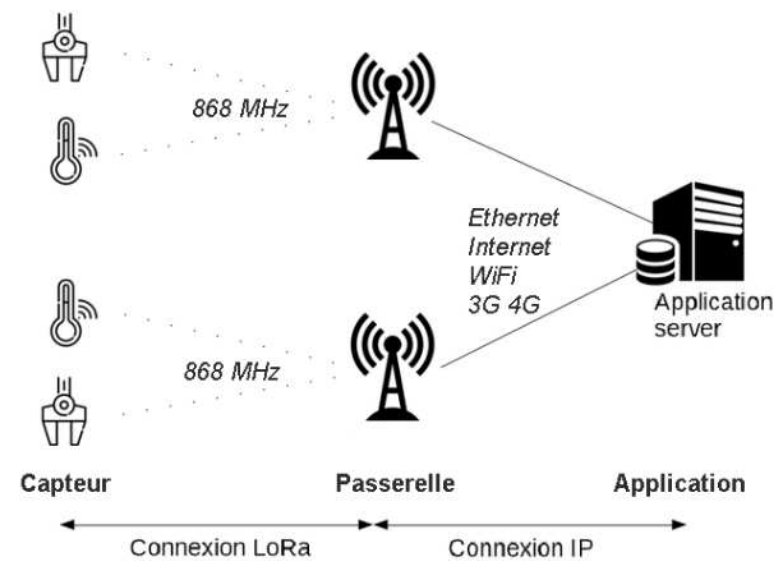 868 MHz
Ethernet
Internet
WiFi
3G 4G
Application
server
868 MHz
Capteur
Passerelle
Application
Connexion LoRa
Connexion IP